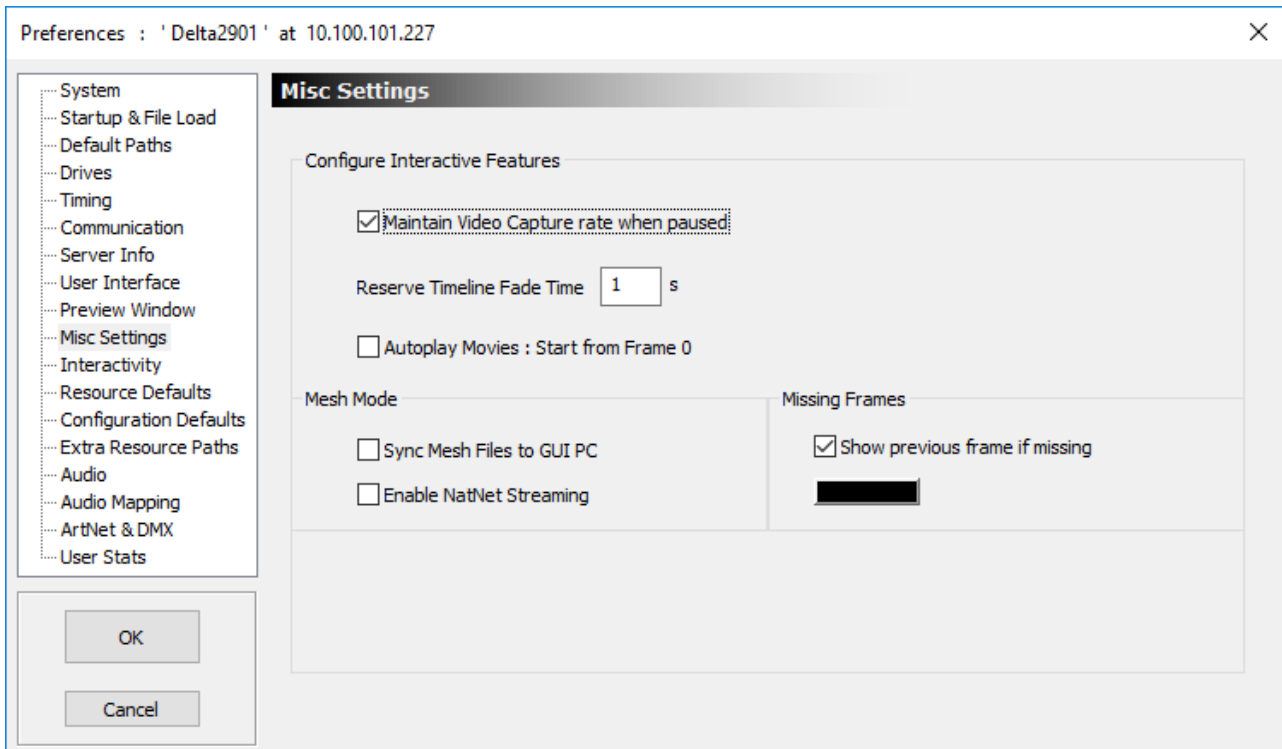 Preferences : 'Delta2901' at 10.100.101.227
System
Startup & File Load
Default Paths
Drives
Timing
Communication
Server Info
User Interface
Preview Window
Misc Settings
Interactivity
Resource Defaults
Configuration Defaults
Extra Resource Paths
Audio
Audio Mapping
ArtNet & DMX
User Stats
OK
Cancel
Misc Settings
Configure Interactive Features
Maintain Video Capture rate when paused
Reserve Timeline Fade Time 1 s
Autoplay Movies : Start from Frame 0
Mesh Mode
Sync Mesh Files to GUI PC
Enable NatNet Streaming
Missing Frames
Show previous frame if missing